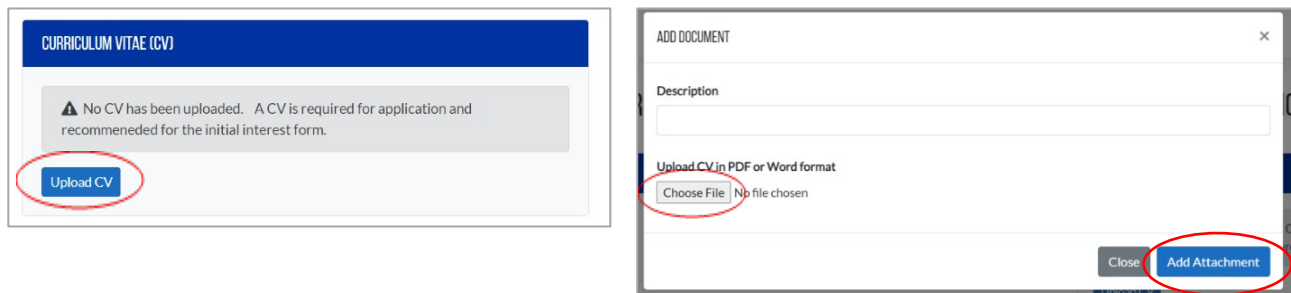 CURRICULUM VITAE (CV)
No CV has been uploaded. A CV is required for application and
recommeneded for the initial interest form.
Upload CV
ADD DOCUMENT
×
Description
Upload CV in PDF or Word format
Choose File No file chosen
Close Add Attachment